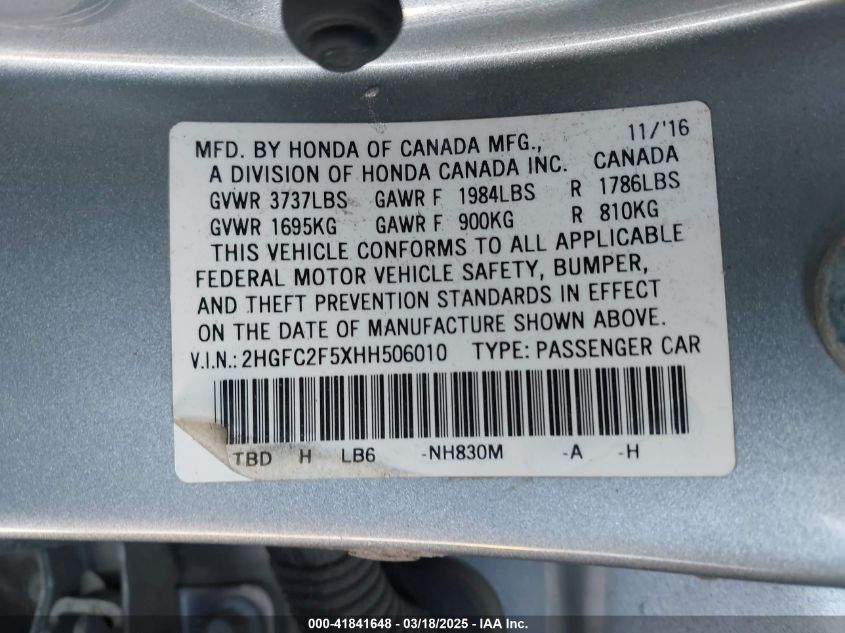 MFD. BY HONDA OF CANADA MFG., 11/'16
A DIVISION OF HONDA CANADA INC. CANADA
GVWR 3737LBS GAWR F 1984LBS R 1786LBS
GVWR 1695KG GAWR F 900KG R 810KG
THIS VEHICLE CONFORMS TO ALL APPLICABLE
FEDERAL MOTOR VEHICLE SAFETY, BUMPER,
AND THEFT PREVENTION STANDARDS IN EFFECT
ON THE DATE OF MANUFACTURE SHOWN ABOVE.
V.I.N.: 2HGFC2F5XHH506010 TYPE: PASSENGER CAR
TBD H LB6 -NH830M -A -H
000-41841648 - 03/18/2025 - IAA Inc.